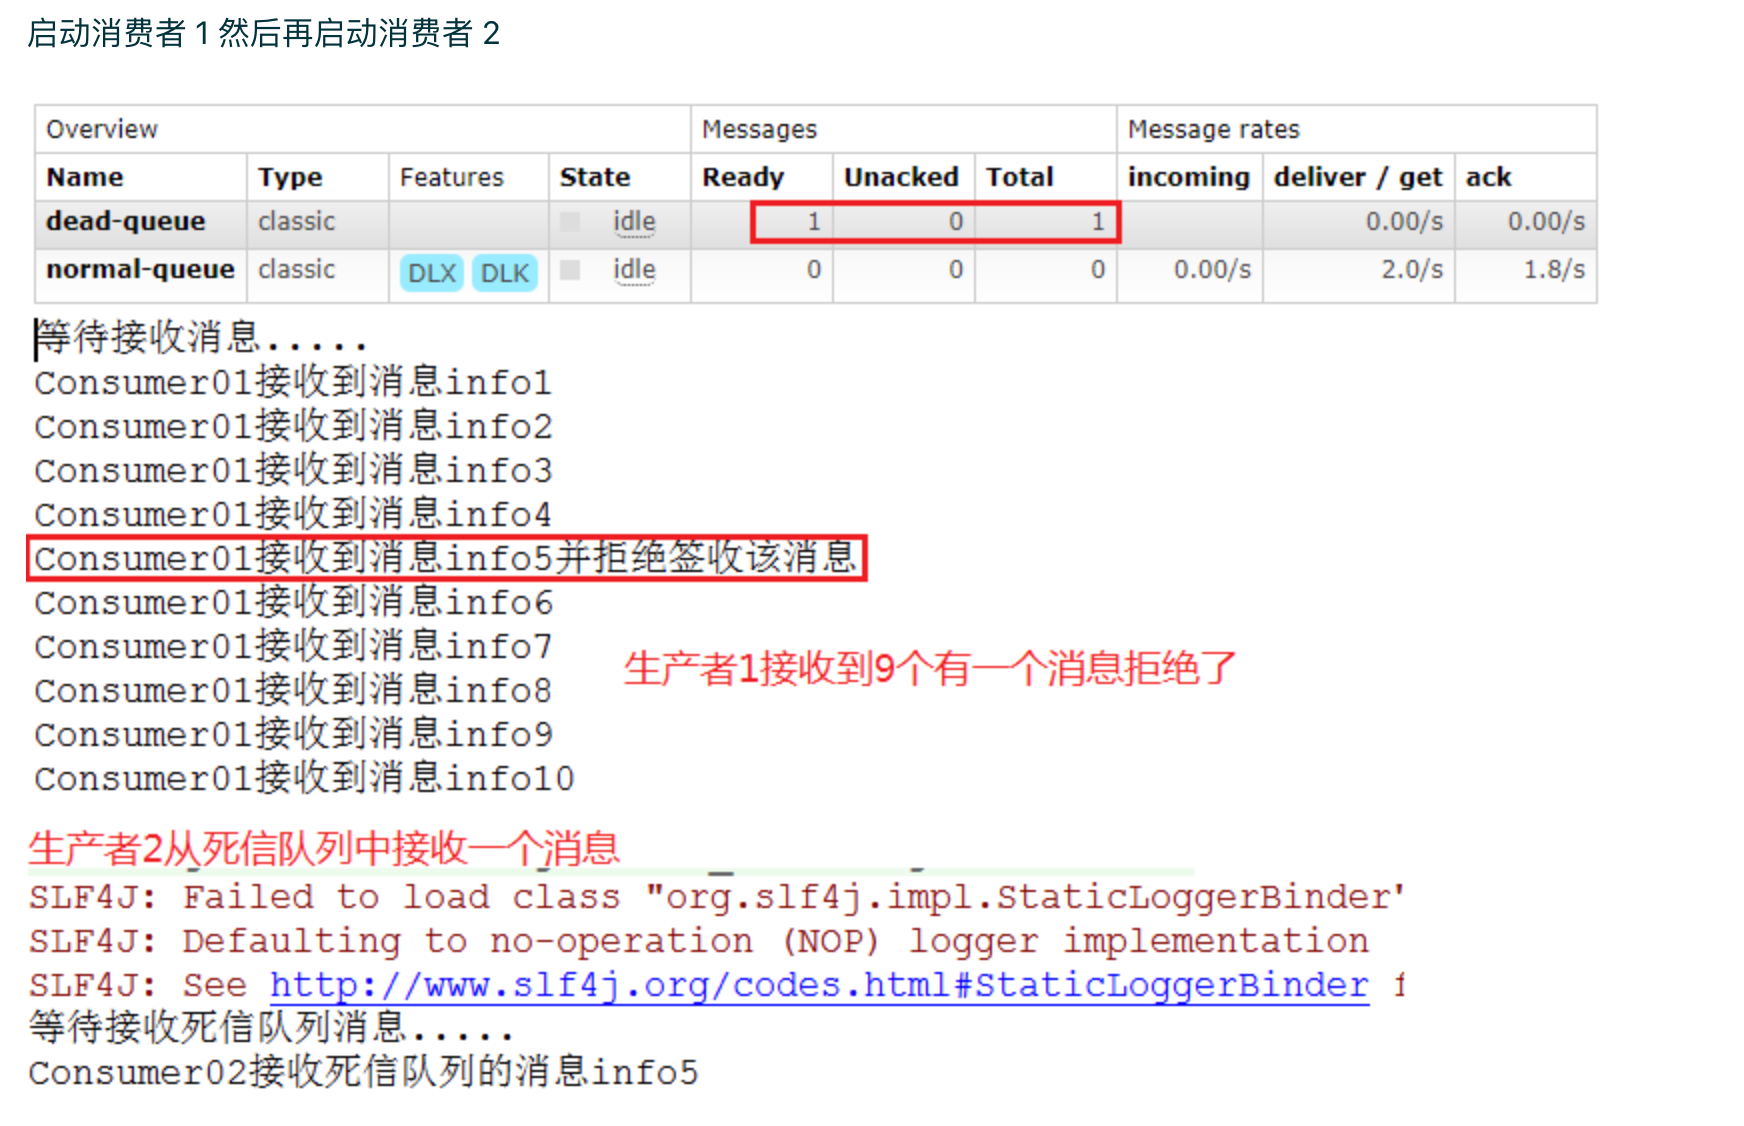 启动消费者 1 然后再启动消费者 2
Overview Messages Message rates
Name Type Features State Ready Unacked Total incoming deliver / get ack
dead-queue classic idle 1 0 1 0.00/s 0.00/s
normal-queue classic DLX DLK idle 0 0 0 0.00/s 2.0/s 1.8/s
等待接收消息.....
Consumer01接收到消息info1
Consumer01接收到消息info2
Consumer01接收到消息info3
Consumer01接收到消息info4
Consumer01接收到消息info5并拒绝签收该消息
Consumer01接收到消息info6
Consumer01接收到消息info7
生产者1接收到9个有一个消息拒绝了
Consumer01接收到消息info8
Consumer01接收到消息info9
Consumer01接收到消息info10
生产者2从死信队列中接收一个消息
SLF4J: Failed to load class "org.slf4j.impl.StaticLoggerBinder"
SLF4J: Defaulting to no-operation (NOP) logger implementation
SLF4J: See http://www.slf4j.org/codes.html#StaticLoggerBinder f
等待接收死信队列消息.....
Consumer02接收死信队列的消息info5